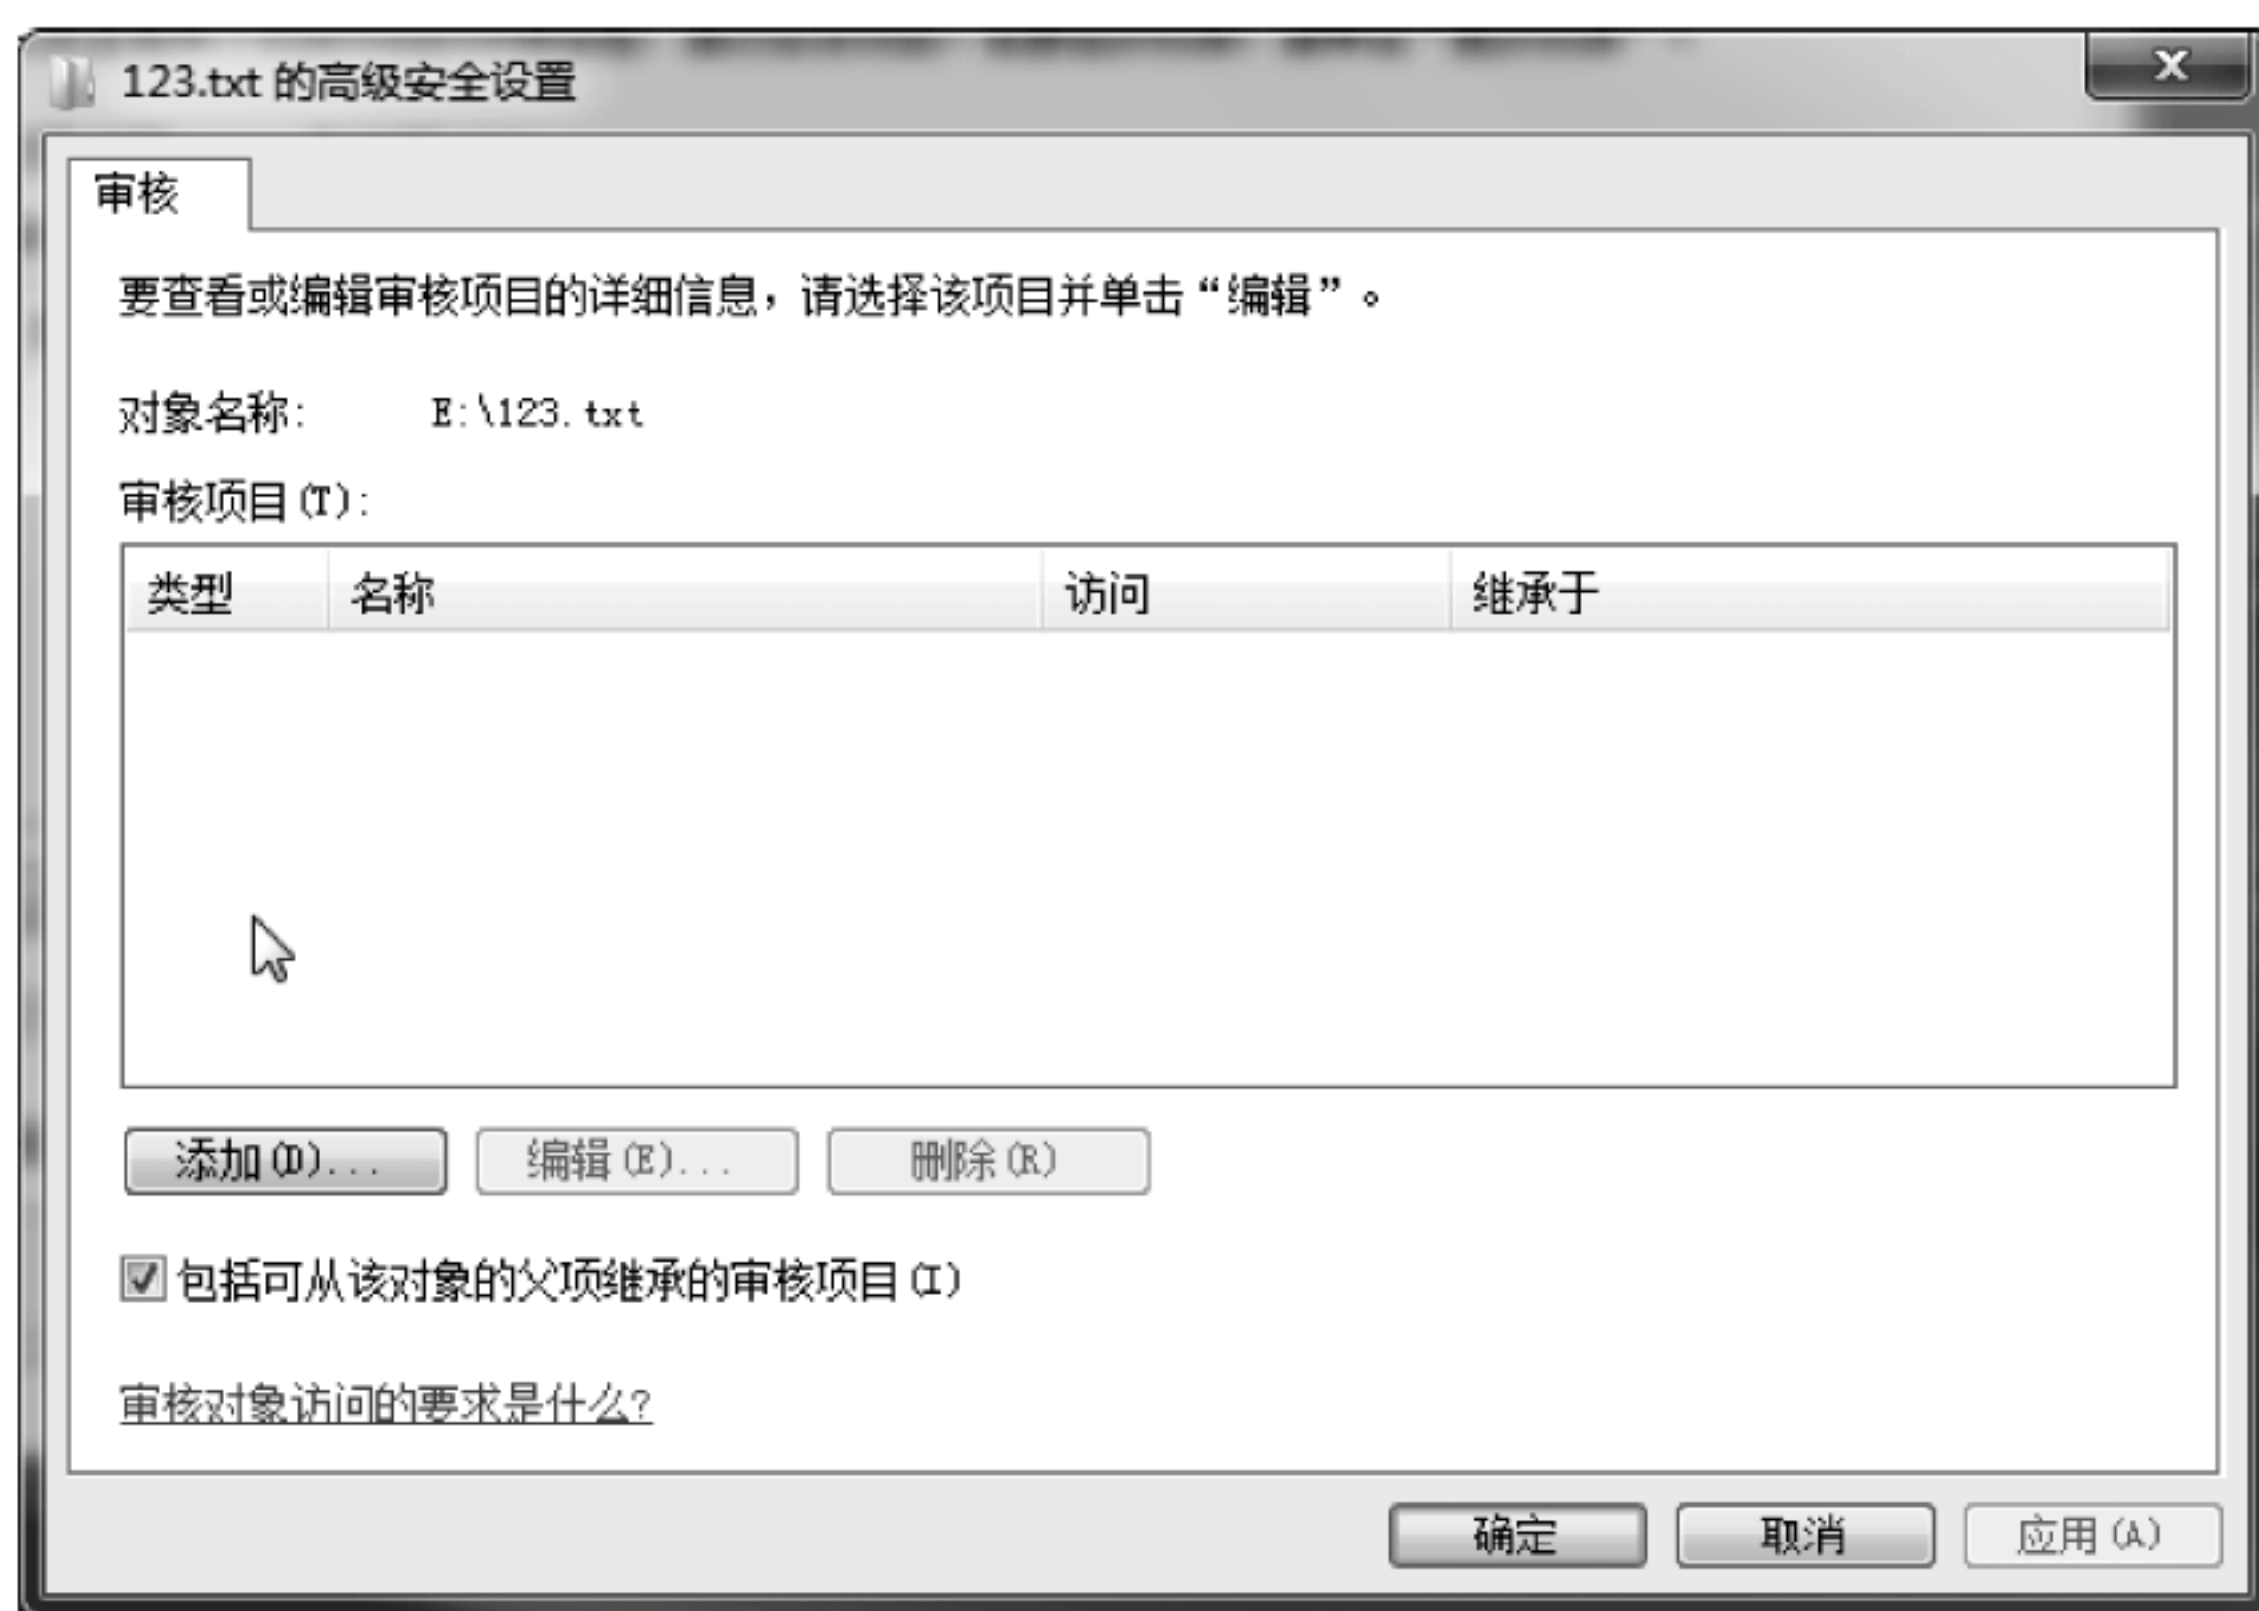 123.txt 的高级安全设置
审核
要查看或编辑审核项目的详细信息，请选择该项目并单击“编辑”。
对象名称: E:\123.txt
审核项目(T):
类型 名称 访问 继承于
添加(D)... 编辑(E)... 删除(R)
包括可从该对象的父项继承的审核项目(I)
审核对象访问的要求是什么?
确定 取消 应用(A)